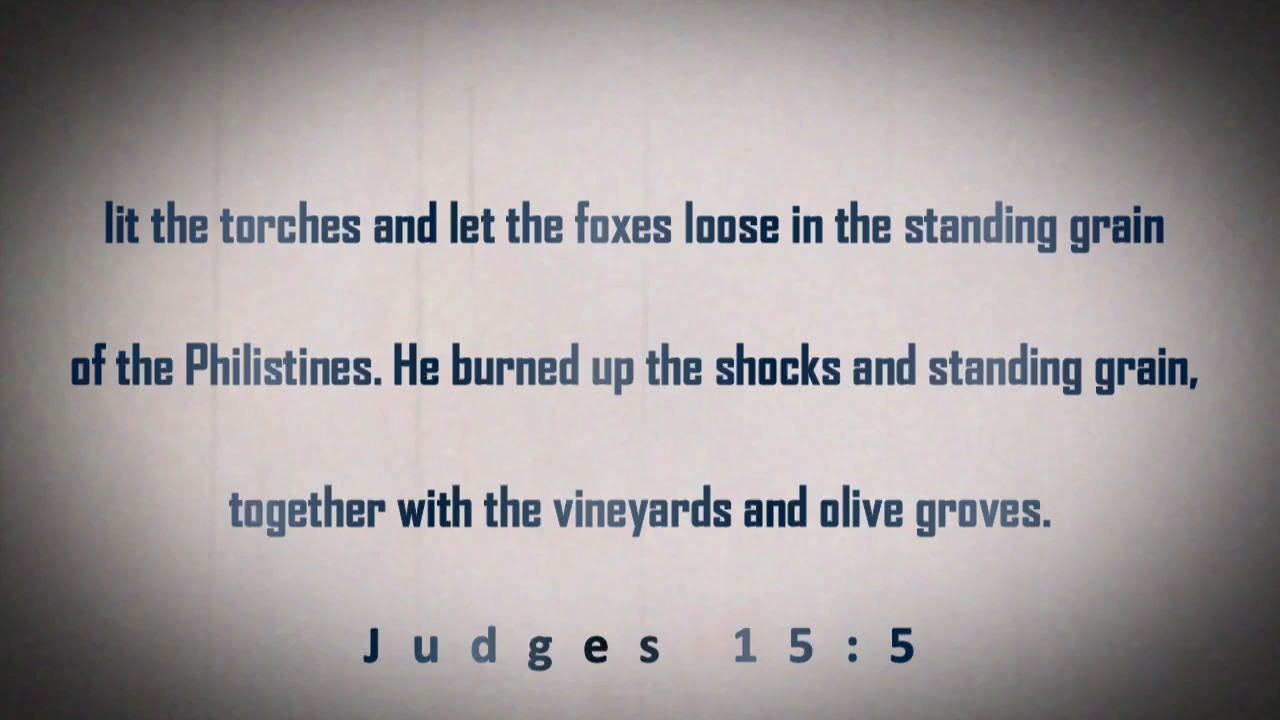 lit the torches and let the foxes loose in the standing grain
of the Philistines. He burned up the shocks and standing grain,
together with the vineyards and olive groves.
Judges 15:5